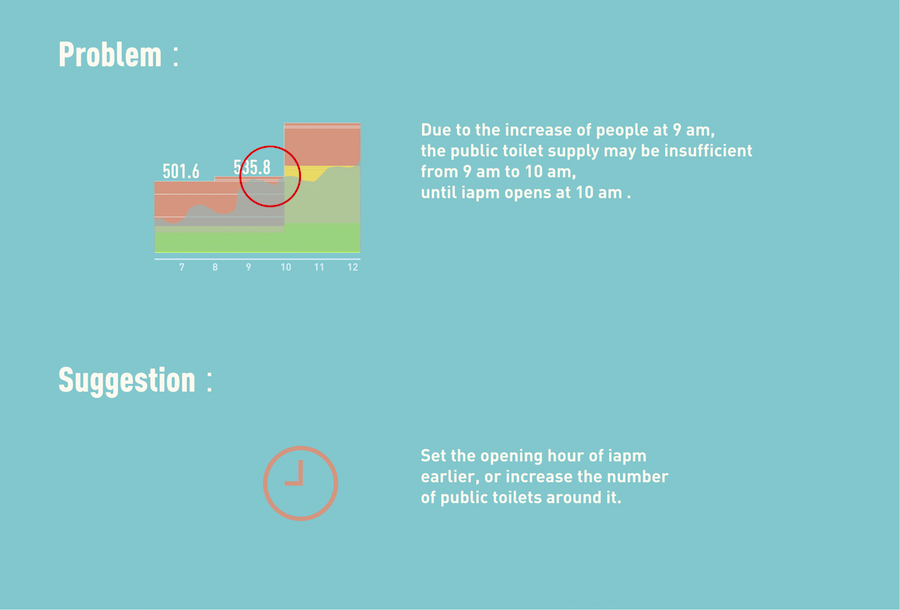 Problem :
501.6
535.8
Due to the increase of people at 9 am,
the public toilet supply may be insufficient
from 9 am to 10 am,
until iapm opens at 10 am .
7 8 9 10 11 12
Suggestion :
Set the opening hour of iapm
earlier, or increase the number
of public toilets around it.